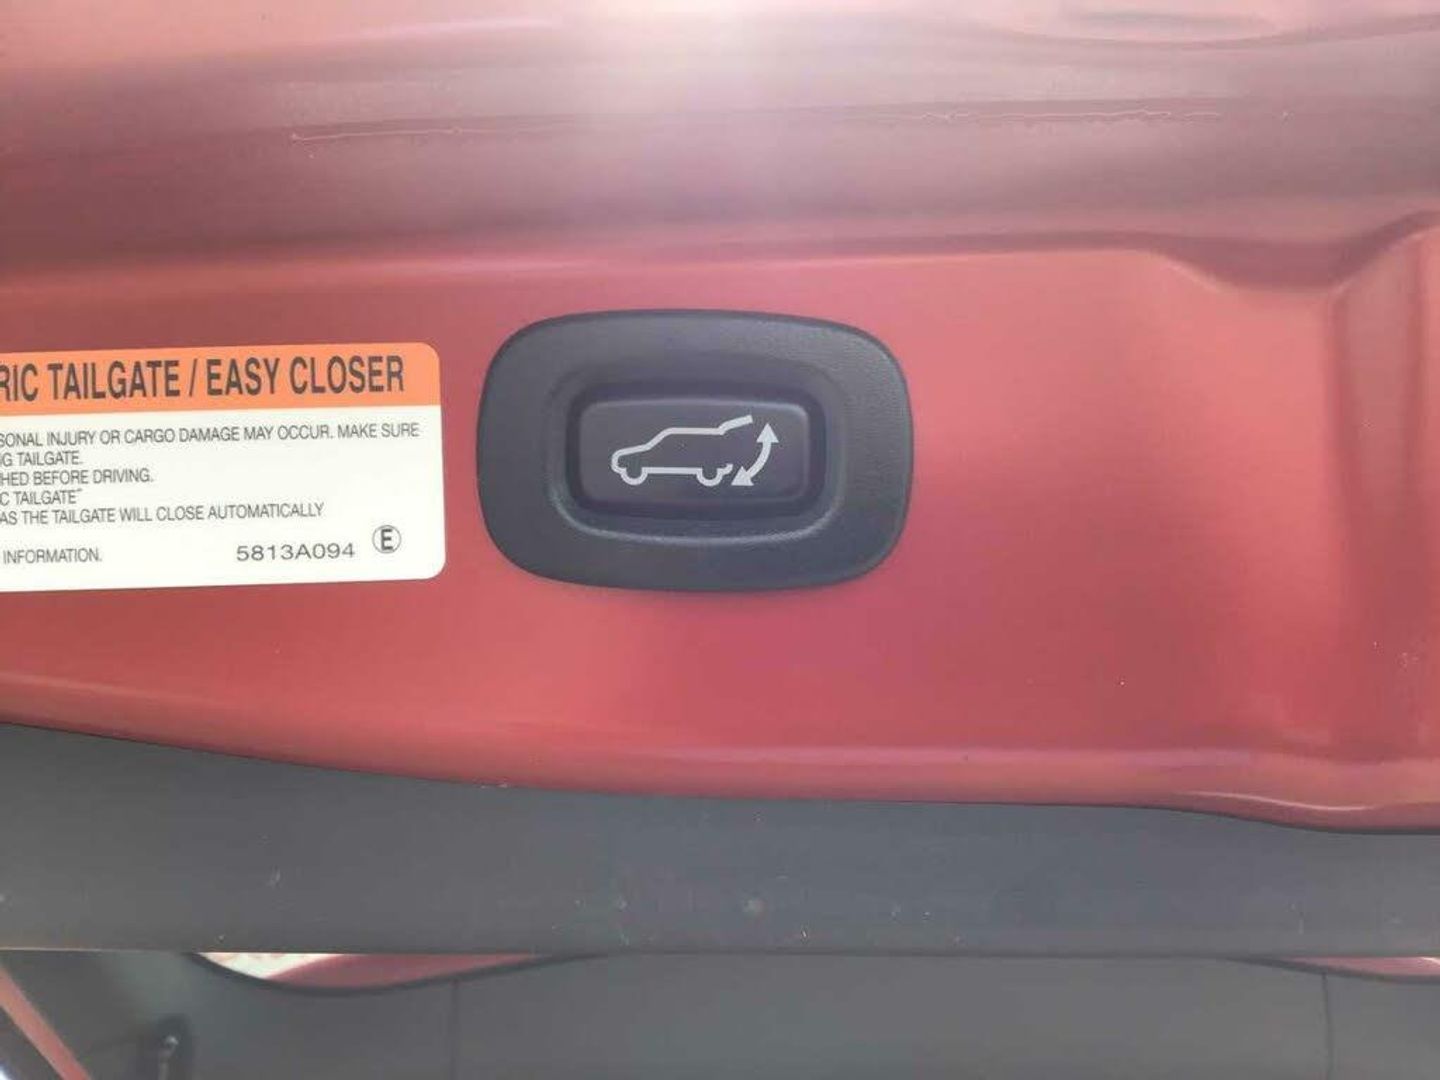 RIC TAILGATE / EASY CLOSER
SONAL INJURY OR CARGO DAMAGE MAY OCCUR. MAKE SURE
NG TAILGATE.
HED BEFORE DRIVING.
C TAILGATE"
AS THE TAILGATE WILL CLOSE AUTOMATICALLY
INFORMATION.
5813A094 E